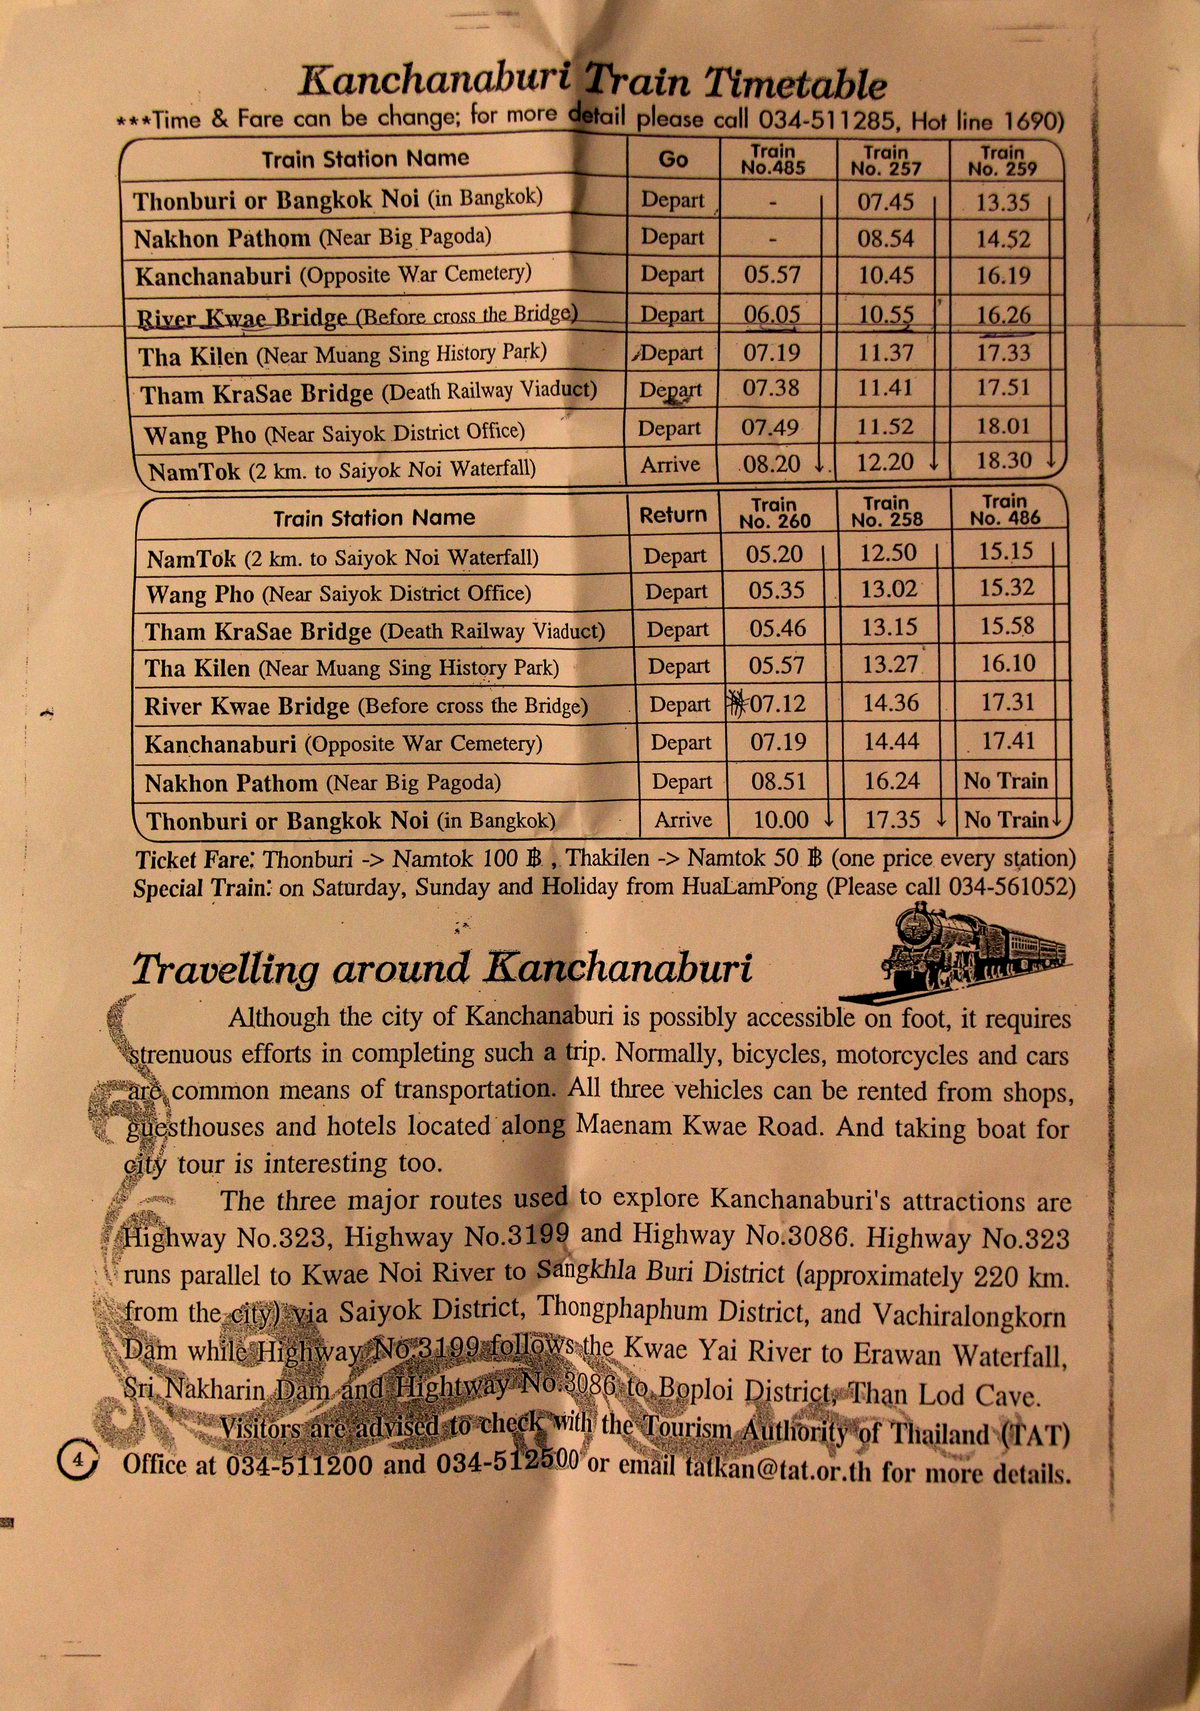 Kanchanaburi Train Timetable
***Time & Fare can be change; for more detail please call 034-511285, Hot line 1690)
Train Station Name Go Train No.485 Train No. 257 Train No. 259
Thonburi or Bangkok Noi (in Bangkok) Depart - 07.45 13.35
Nakhon Pathom (Near Big Pagoda) Depart - 08.54 14.52
Kanchanaburi (Opposite War Cemetery) Depart 05.57 10.45 16.19
River Kwae Bridge (Before cross the Bridge) Depart 06.05 10.55 16.26
Tha Kilen (Near Muang Sing History Park) Depart 07.19 11.37 17.33
Tham KraSae Bridge (Death Railway Viaduct) Depart 07.38 11.41 17.51
Wang Pho (Near Saiyok District Office) Depart 07.49 11.52 18.01
NamTok (2 km. to Saiyok Noi Waterfall) Arrive 08.20 12.20 18.30
Train Station Name Return Train No. 260 Train No. 258 Train No. 486
NamTok (2 km. to Saiyok Noi Waterfall) Depart 05.20 12.50 15.15
Wang Pho (Near Saiyok District Office) Depart 05.35 13.02 15.32
Tham KraSae Bridge (Death Railway Viaduct) Depart 05.46 13.15 15.58
Tha Kilen (Near Muang Sing History Park) Depart 05.57 13.27 16.10
River Kwae Bridge (Before cross the Bridge) Depart 07.12 14.36 17.31
Kanchanaburi (Opposite War Cemetery) Depart 07.19 14.44 17.41
Nakhon Pathom (Near Big Pagoda) Depart 08.51 16.24 No Train
Thonburi or Bangkok Noi (in Bangkok) Arrive 10.00 17.35 No Train
Ticket Fare: Thonburi -> Namtok 100 ฿ , Thakilen -> Namtok 50 ฿ (one price every station)
Special Train: on Saturday, Sunday and Holiday from HuaLamPong (Please call 034-561052)
Travelling around Kanchanaburi
Although the city of Kanchanaburi is possibly accessible on foot, it requires
strenuous efforts in completing such a trip. Normally, bicycles, motorcycles and cars
are common means of transportation. All three vehicles can be rented from shops,
guesthouses and hotels located along Maenam Kwae Road. And taking boat for
city tour is interesting too.
The three major routes used to explore Kanchanaburi's attractions are
Highway No.323, Highway No.3199 and Highway No.3086. Highway No.323
runs parallel to Kwae Noi River to Sangkhla Buri District (approximately 220 km.
from the city) via Saiyok District, Thongphaphum District, and Vachiralongkorn
Dam while Highway No.3199 follows the Kwae Yai River to Erawan Waterfall,
Sri Nakharin Dam and Hightway No.3086 to Boploi District, Than Lod Cave.
Visitors are advised to check with the Tourism Authority of Thailand (TAT)
4 Office at 034-511200 and 034-512500 or email tatkan@tat.or.th for more details.